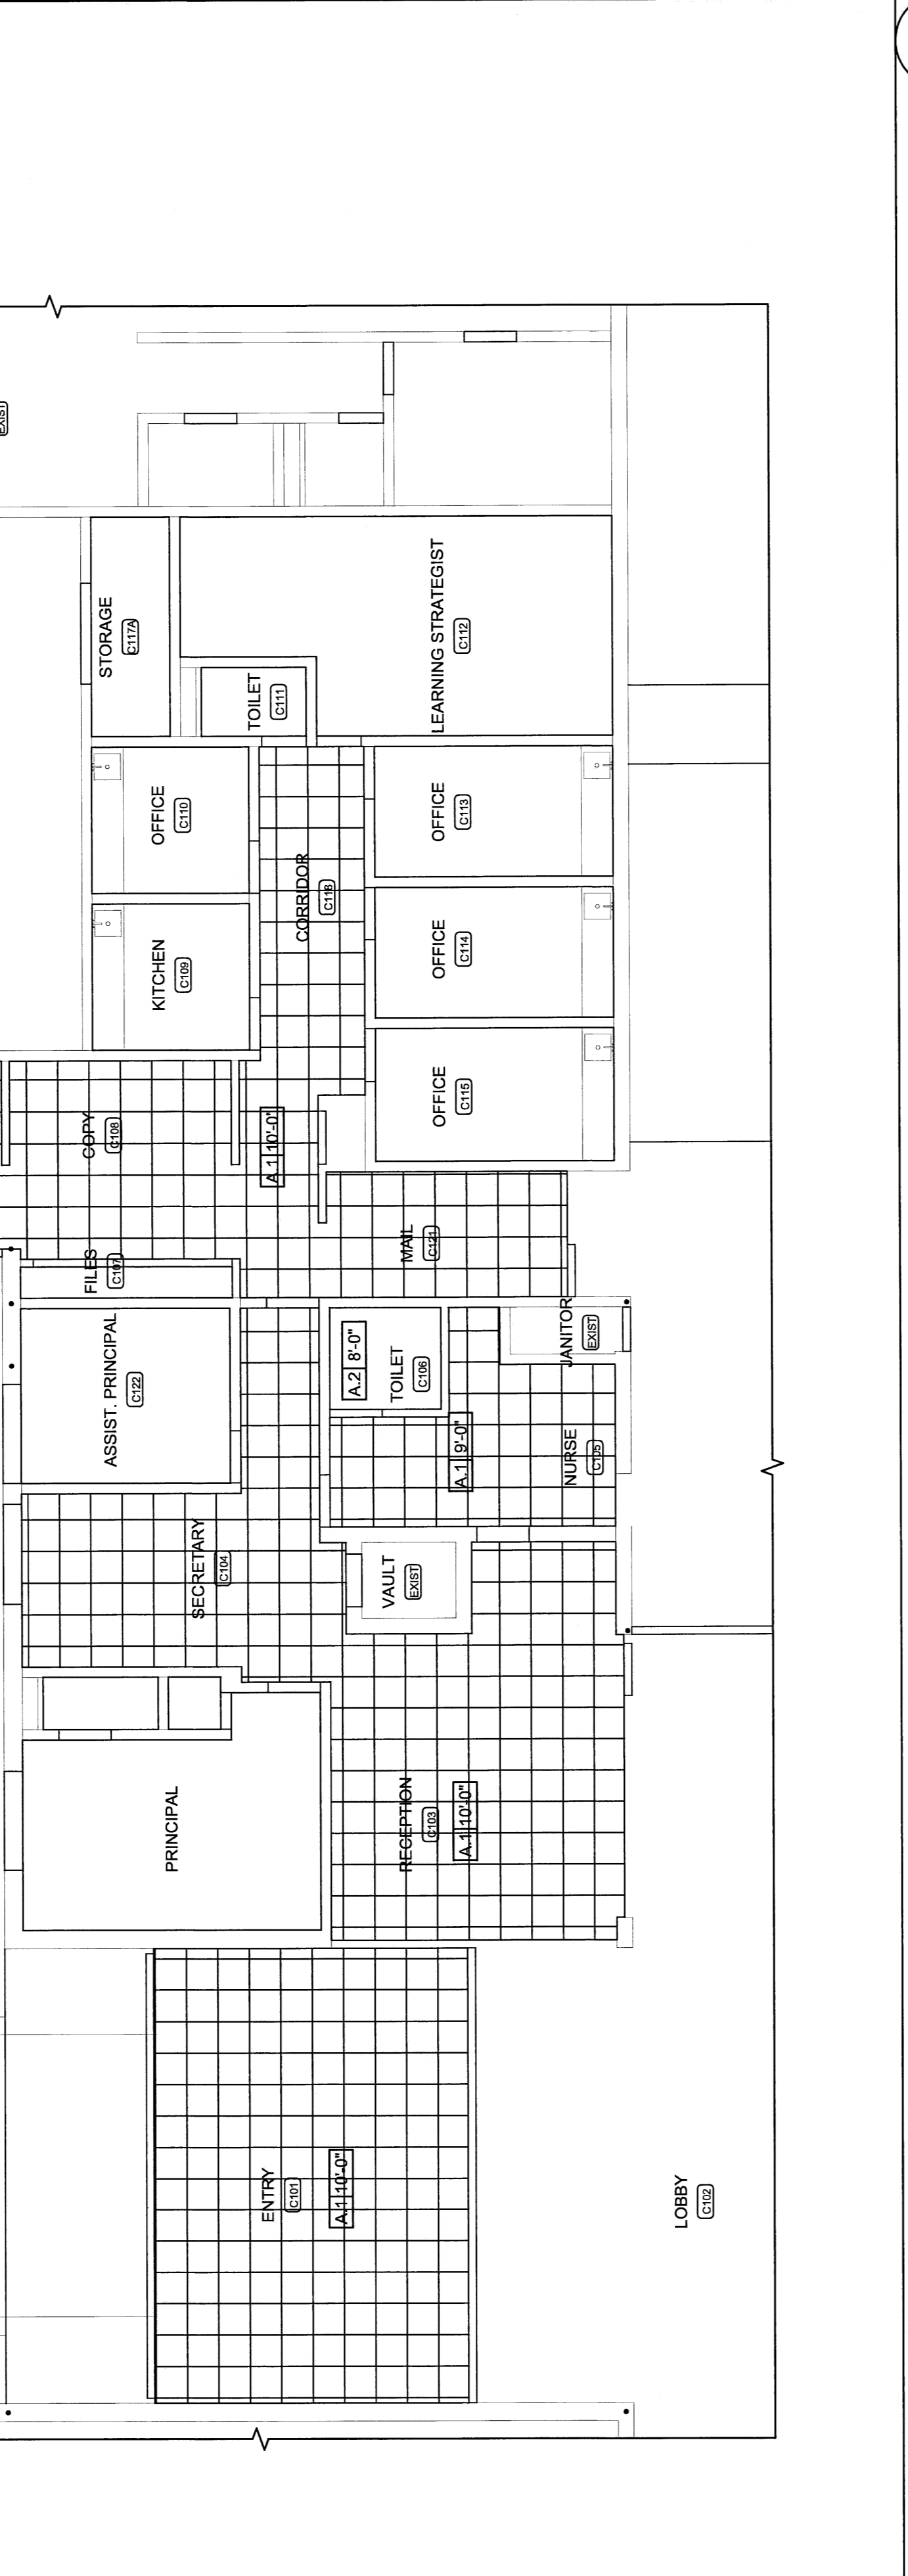 EXIST
STORAGE
C117A
LEARNING STRATEGIST
C112
TOILET
C111
OFFICE
C110
OFFICE
C113
CORRIDOR
C118
KITCHEN
C109
OFFICE
C114
OFFICE
C115
COPY
C108
A.1 10'-0"
FILES
C107
MAIL
C121
ASSIST. PRINCIPAL
C122
A.2 8'-0"
TOILET
C106
JANITOR
EXIST
A.1 9'-0"
NURSE
C105
SECRETARY
C104
VAULT
EXIST
PRINCIPAL
RECEPTION
C103
A.1 10'-0"
ENTRY
C101
A.1 10'-0"
LOBBY
C102